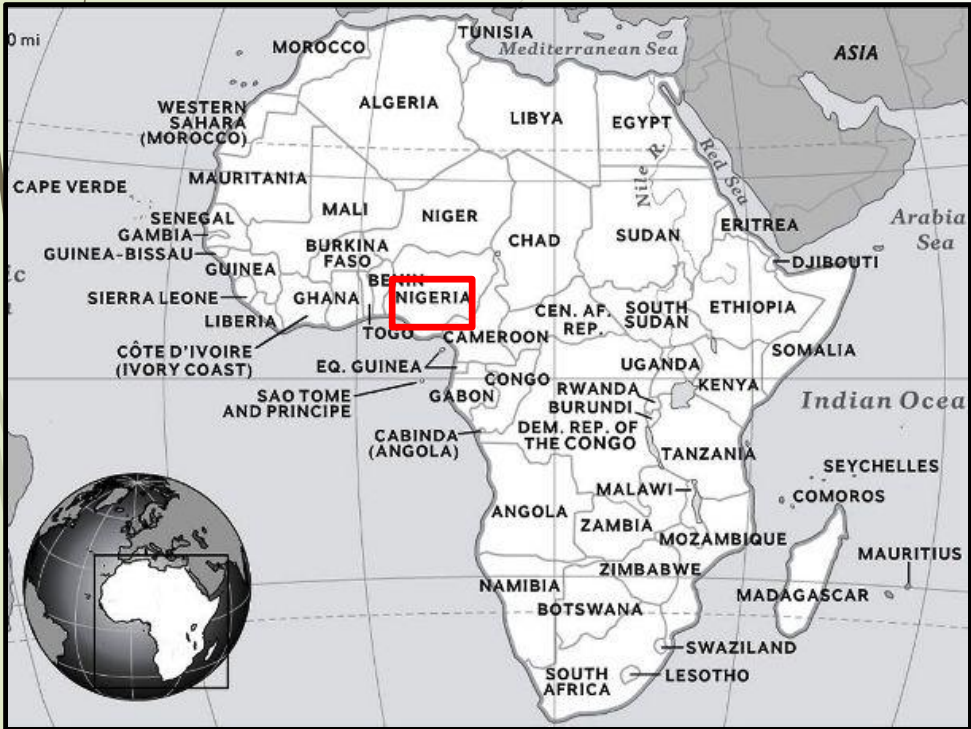 0 mi
TUNISIA
MOROCCO
Mediterranean Sea
ASIA
ALGERIA
LIBYA
EGYPT
WESTERN
SAHARA
(MOROCCO)
Nile R.
Red Sea
MAURITANIA
CAPE VERDE
MALI
NIGER
CHAD
SUDAN
ERITREA
Arabia
Sea
SENEGAL
GAMBIA
GUINEA-BISSAU
BURKINA
FASO
DJIBOUTI
GUINEA
BENIN
NIGERIA
SIERRA LEONE
GHANA
CEN. AF.
REP.
SOUTH
SUDAN
ETHIOPIA
LIBERIA
TOGO
CAMEROON
CÔTE D'IVOIRE
(IVORY COAST)
EQ. GUINEA
UGANDA
SOMALIA
SAO TOME
AND PRINCIPE
GABON
CONGO
RWANDA
KENYA
BURUNDI
Indian Ocea
DEM. REP. OF
THE CONGO
CABINDA
(ANGOLA)
TANZANIA
SEYCHELLES
MALAWI
COMOROS
ANGOLA
ZAMBIA
MOZAMBIQUE
MAURITIUS
ZIMBABWE
NAMIBIA
MADAGASCAR
BOTSWANA
SWAZILAND
SOUTH
AFRICA
LESOTHO